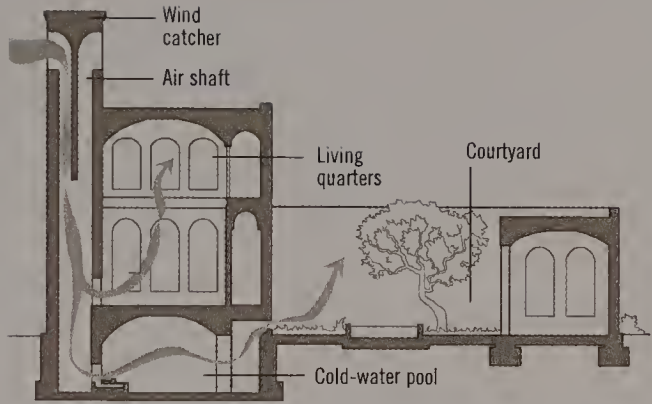 Wind
catcher
Air shaft
Living
quarters
Courtyard
Cold-water pool